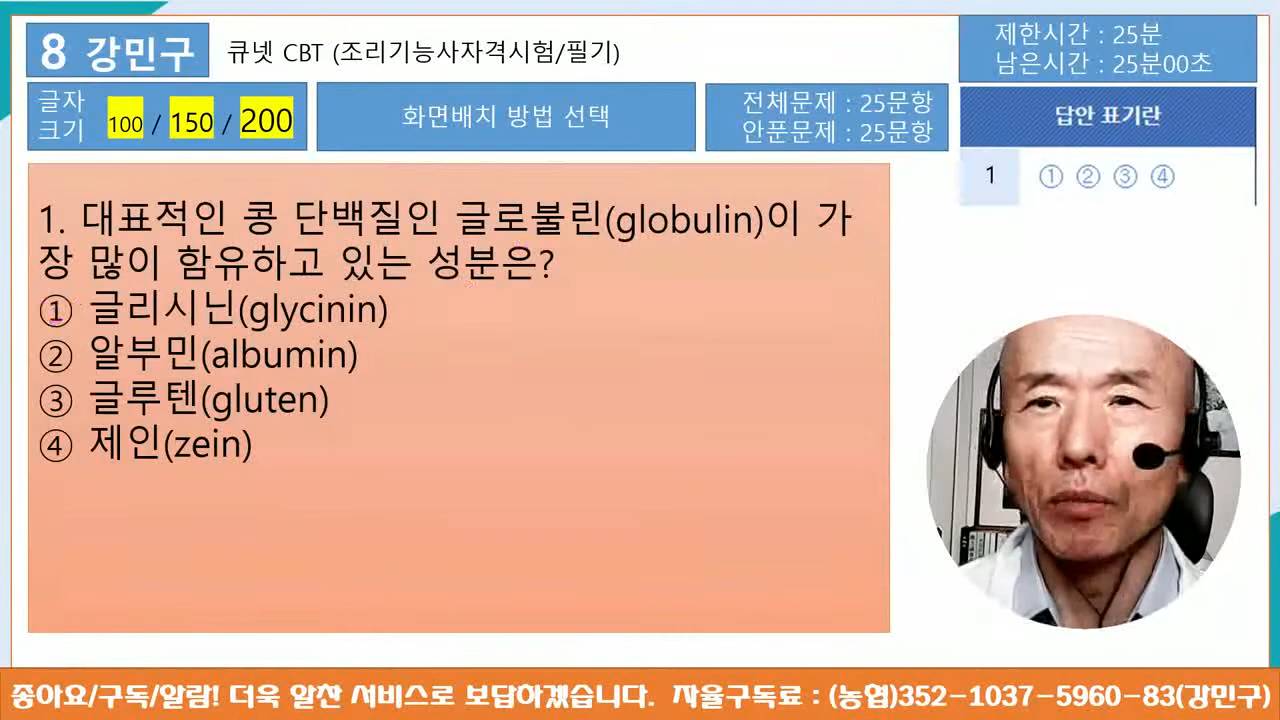 8 강민구
큐넷 CBT (조리기능사자격시험/필기)
제한시간 : 25분
남은시간 : 25분00초
글자
크기
100 / 150 / 200
화면배치 방법 선택
전체문제 : 25문항
안푼문제 : 25문항
답안 표기란
1 ① ② ③ ④
1. 대표적인 콩 단백질인 글로불린(globulin)이 가
장 많이 함유하고 있는 성분은?
① 글리시닌(glycinin)
② 알부민(albumin)
③ 글루텐(gluten)
④ 제인(zein)
좋아요/구독/알람! 더욱 알찬 서비스로 보답하겠습니다. 자율구독료 : (농협)352-1037-5960-83(강민구)